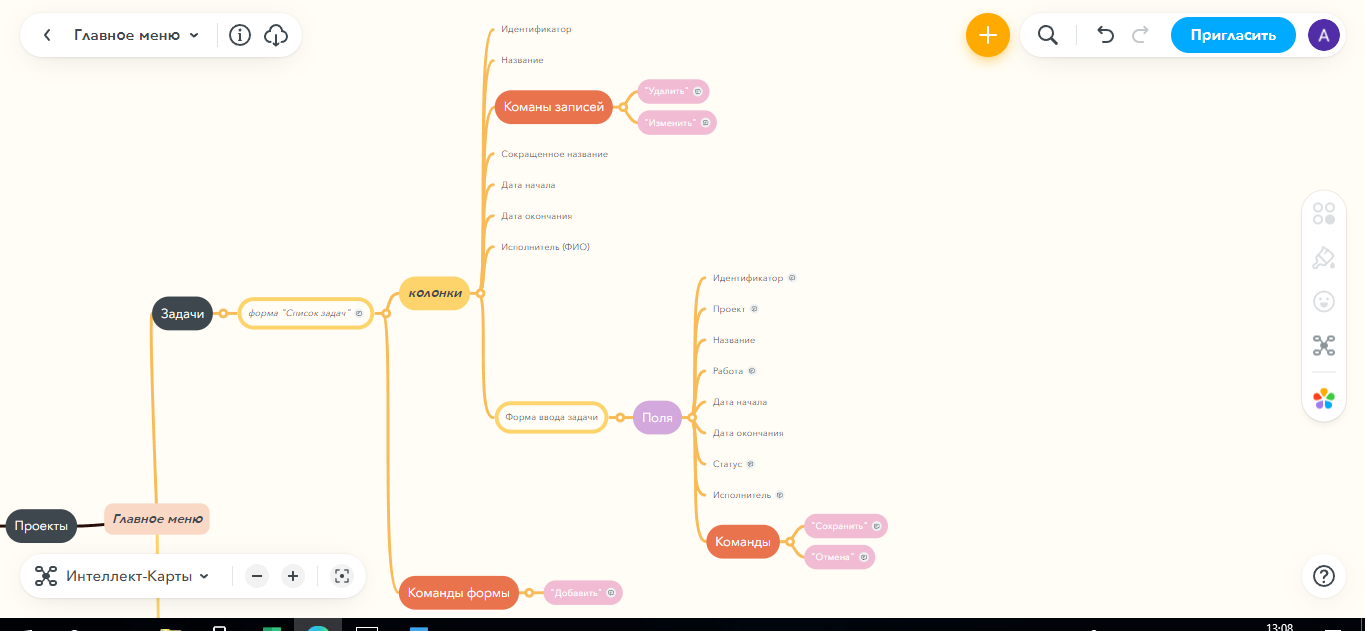 Главное меню
Пригласить
A
Идентификатор
Название
Команы записей
"Удалить"
"Изменить"
Сокращенное название
Дата начала
Дата окончания
Исполнитель (ФИО)
колонки
Задачи
форма "Список задач"
Форма ввода задачи
Поля
Идентификатор
Проект
Название
Работа
Дата начала
Дата окончания
Статус
Исполнитель
Команды
"Сохранить"
"Отмена"
Проекты
Главное меню
Интеллект-Карты
Команды формы
"Добавить"
13:08